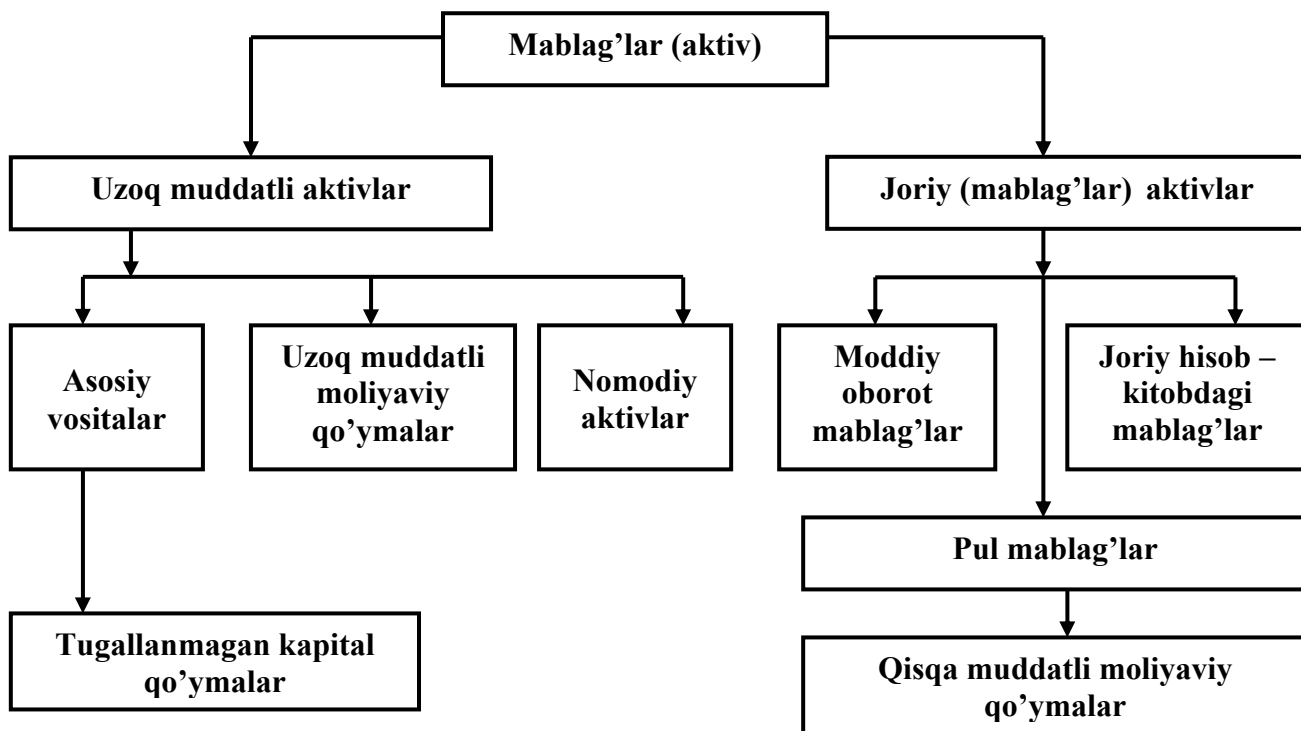 Mablag’lar (aktiv)
Uzoq muddatli aktivlar
Joriy (mablag’lar) aktivlar
Asosiy
vositalar
Uzoq muddatli
moliyaviy
qo’ymalar
Nomodiy
aktivlar
Moddiy
oborot
mablag’lar
Joriy hisob –
kitobdagi
mablag’lar
Pul mablag’lar
Tugallanmagan kapital
qo’ymalar
Qisqa muddatli moliyaviy
qo’ymalar